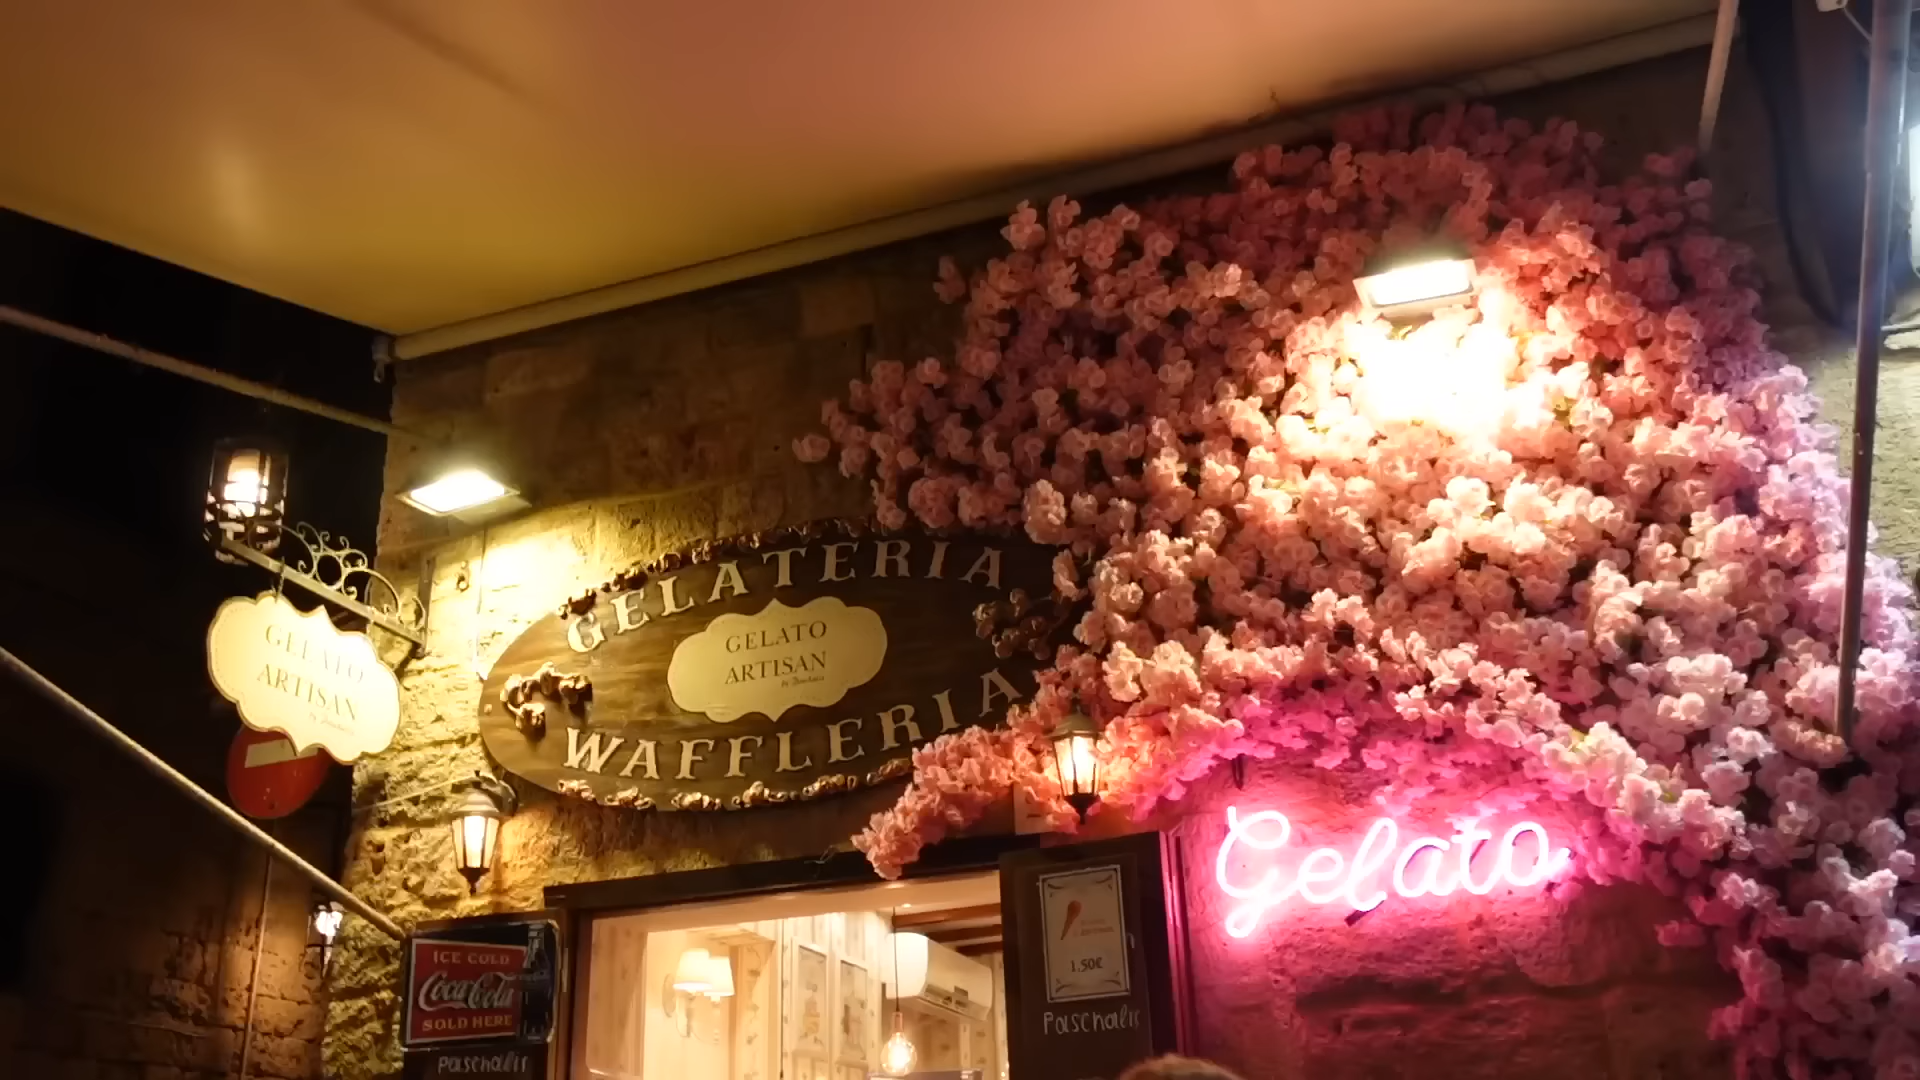 GELATERIA
GELATO
ARTISAN
WAFFLERIA
GELATO
ARTISAN
Gelato
ICE COLD
Coca-Cola
SOLD HERE
Paschalis
1,50€
Paschalis